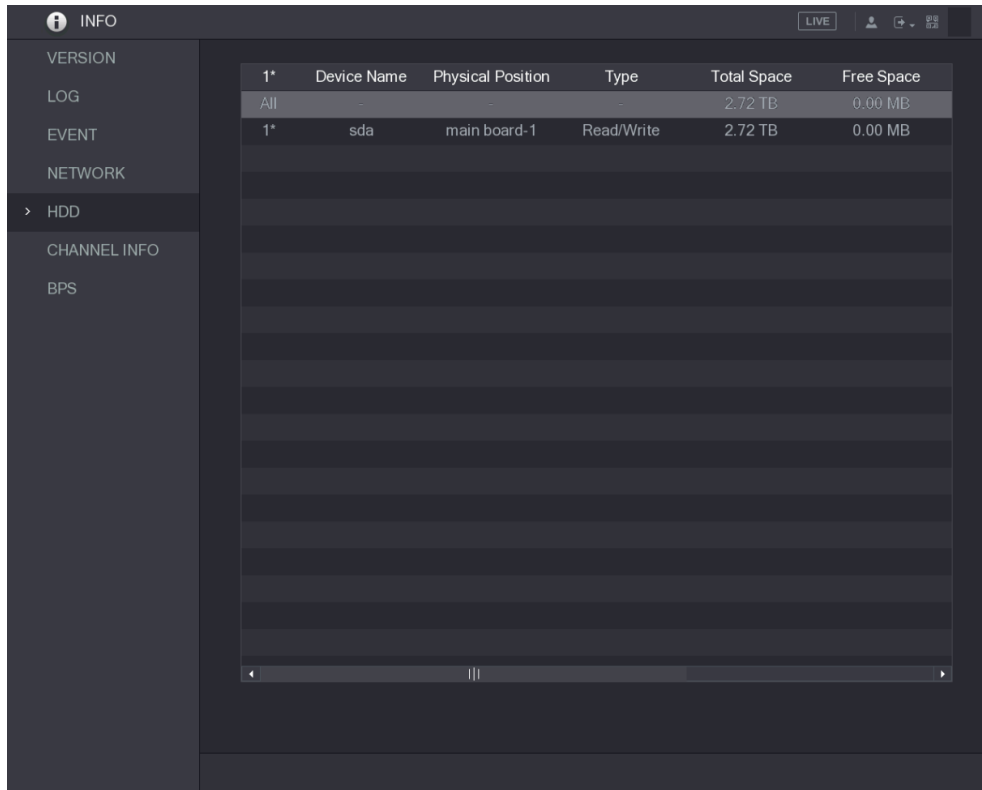 INFO
LIVE
VERSION
LOG
EVENT
NETWORK
HDD
CHANNEL INFO
BPS
1* Device Name Physical Position Type Total Space Free Space
All - - - 2.72 TB 0.00 MB
1* sda main board-1 Read/Write 2.72 TB 0.00 MB